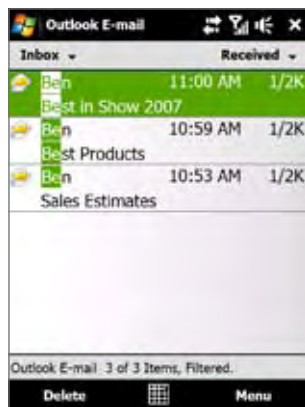 Outlook E-mail
Inbox Received
Ben 11:00 AM 1/2K
Best in Show 2007
Ben 10:59 AM 1/2K
Best Products
Ben 10:53 AM 1/2K
Sales Estimates
Outlook E-mail 3 of 3 Items, Filtered.
Delete Menu